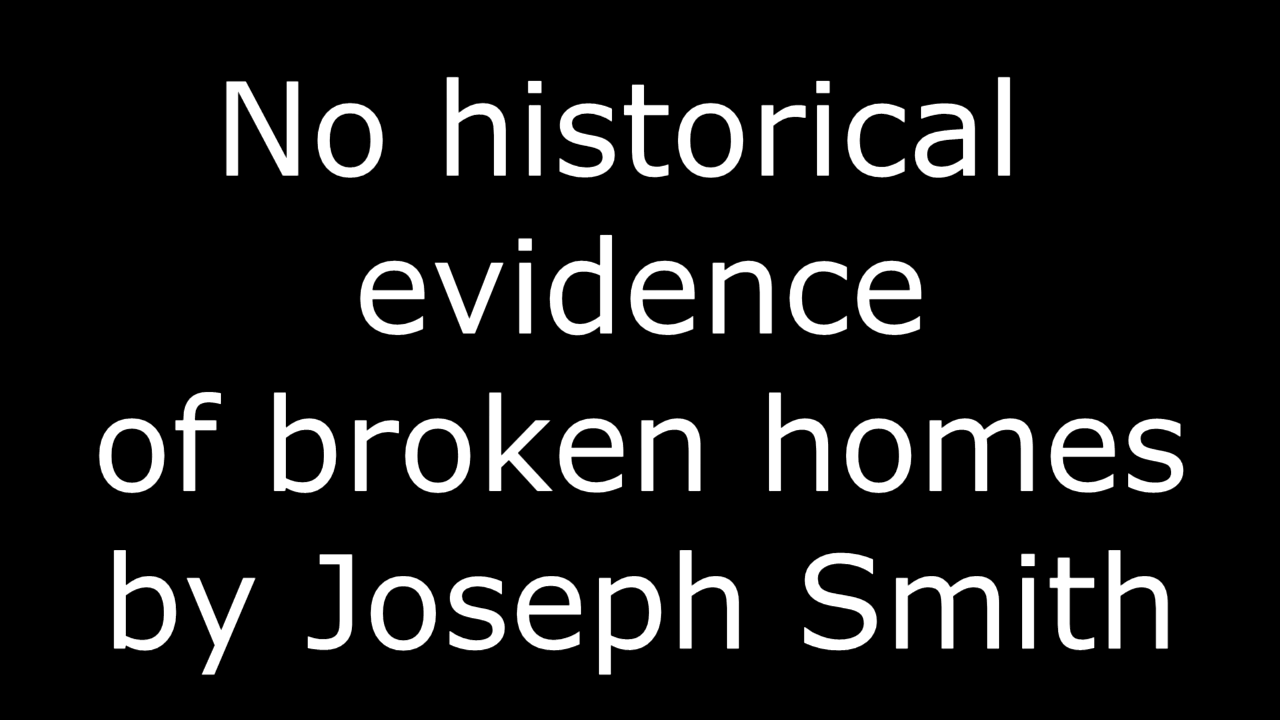 No historical
evidence
of broken homes
by Joseph Smith